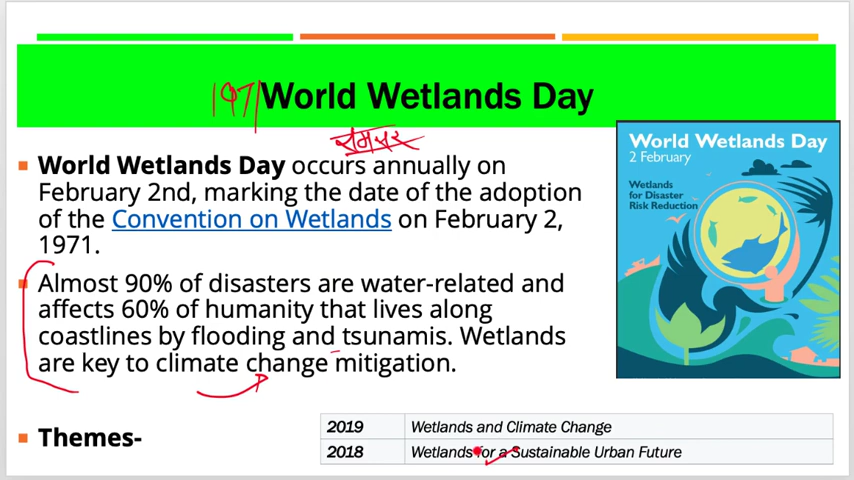 1971 World Wetlands Day
रामसर
World Wetlands Day occurs annually on
February 2nd, marking the date of the adoption
of the Convention on Wetlands on February 2,
1971.
Almost 90% of disasters are water-related and
affects 60% of humanity that lives along
coastlines by flooding and tsunamis. Wetlands
are key to climate change mitigation.
Themes-
2019 Wetlands and Climate Change
2018 Wetlands for a Sustainable Urban Future
World Wetlands Day
2 February
Wetlands
for Disaster
Risk Reduction